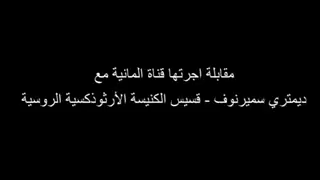 مقابلة اجرتها قناة المانية مع
ديمتري سميرنوف - قسيس الكنيسة الأرثوذكسية الروسية